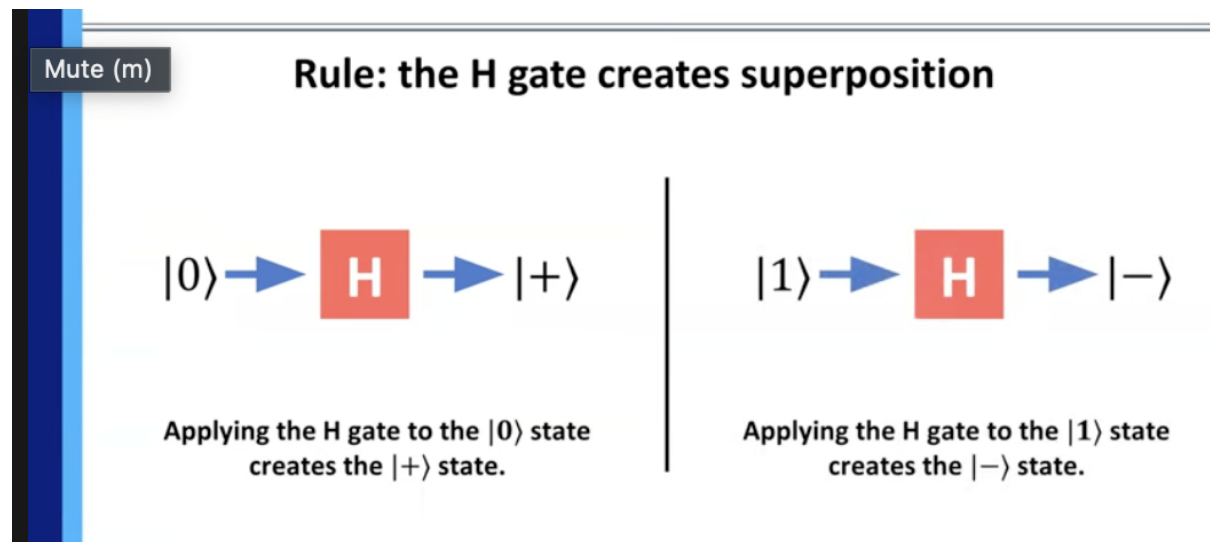 Mute (m)
Rule: the H gate creates superposition
|0⟩ H |+⟩
|1⟩ H |−⟩
Applying the H gate to the |0⟩ state
creates the |+⟩ state.
Applying the H gate to the |1⟩ state
creates the |−⟩ state.